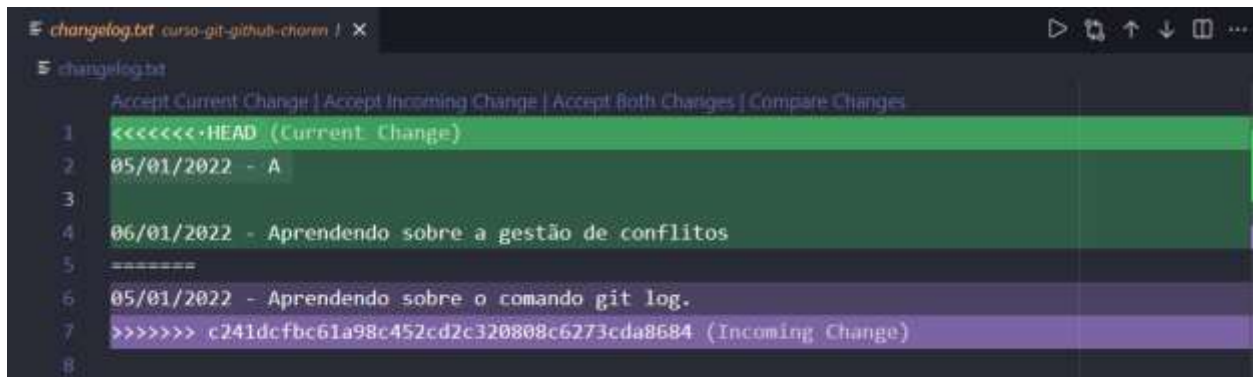 changelog.txt curso-git-github-choren
changelog.txt
Accept Current Change | Accept Incoming Change | Accept Both Changes | Compare Changes
1 <<<<<<<·HEAD (Current Change)
2 05/01/2022 - A
3
4 06/01/2022 - Aprendendo sobre a gestão de conflitos
5 =======
6 05/01/2022 - Aprendendo sobre o comando git log.
7 >>>>>>> c241dcfbc61a98c452cd2c320808c6273cda8684 (Incoming Change)
8